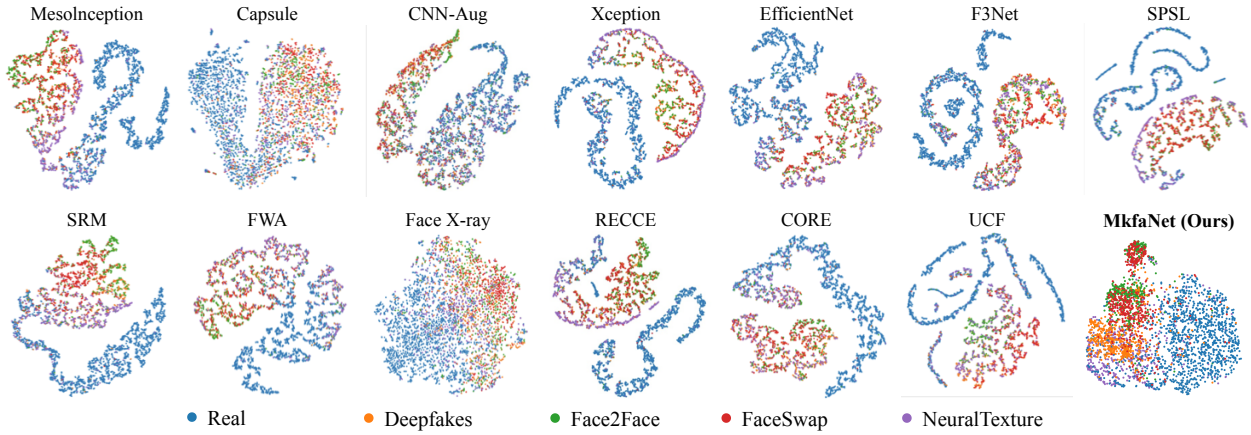 MesoInception Capsule CNN-Aug Xception EfficientNet F3Net SPSL
SRM FWA Face X-ray RECCE CORE UCF MkfaNet (Ours)
Real Deepfakes Face2Face FaceSwap NeuralTexture